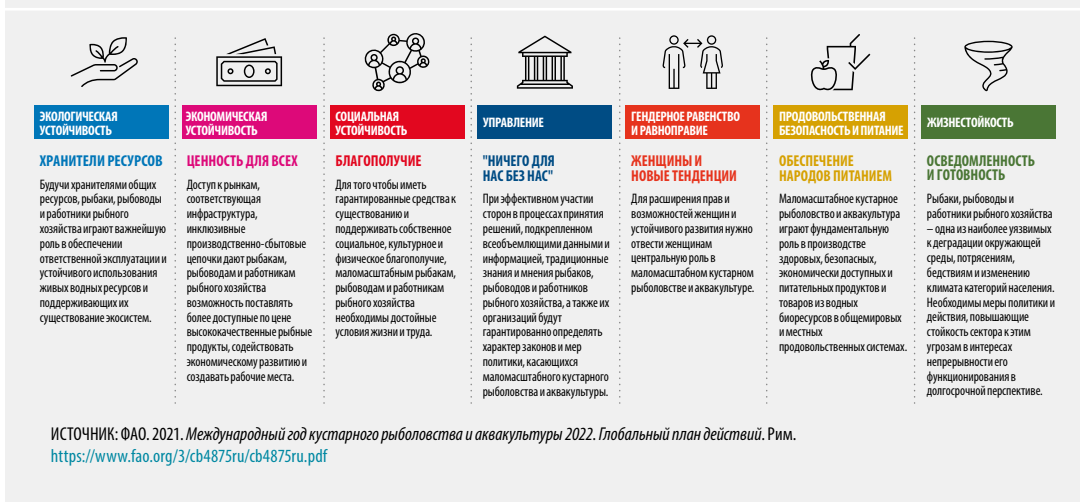 ЭКОЛОГИЧЕСКАЯ
УСТОЙЧИВОСТЬ
ХРАНИТЕЛИ РЕСУРСОВ
Будучи хранителями общих
ресурсов, рыбаки, рыбоводы
и работники рыбного
хозяйства играют важнейшую
роль в обеспечении
ответственной эксплуатации и
устойчивого использования
живых водных ресурсов и
поддерживающих их
существование экосистем.
ЭКОНОМИЧЕСКАЯ
УСТОЙЧИВОСТЬ
ЦЕННОСТЬ ДЛЯ ВСЕХ
Доступ к рынкам,
соответствующая
инфраструктура,
инклюзивные
производственно-сбытовые
цепочки дают рыбакам,
рыбоводам и работникам
рыбного хозяйства
возможность поставлять
более доступные по цене
высококачественные рыбные
продукты, содействовать
экономическому развитию и
создавать рабочие места.
СОЦИАЛЬНАЯ
УСТОЙЧИВОСТЬ
БЛАГОПОЛУЧИЕ
Для того чтобы иметь
гарантированные средства к
существованию и
поддерживать собственное
социальное, культурное и
физическое благополучие,
маломасштабным рыбакам,
рыбоводам и работникам
рыбного хозяйства
необходимы достойные
условия жизни и труда.
УПРАВЛЕНИЕ
"НИЧЕГО ДЛЯ
НАС БЕЗ НАС"
При эффективном участии
сторон в процессах принятия
решений, подкрепленном
всеобъемлющими данными и
информацией, традиционные
знания и мнения рыбаков,
рыбоводов и работников
рыбного хозяйства, а также их
организаций будут
гарантированно определять
характер законов и мер
политики, касающихся
маломасштабного кустарного
рыболовства и аквакультуры.
ГЕНДЕРНОЕ РАВЕНСТВО
И РАВНОПРАВИЕ
ЖЕНЩИНЫ И
НОВЫЕ ТЕНДЕНЦИИ
Для расширения прав и
возможностей женщин и
устойчивого развития нужно
отвести женщинам
центральную роль в
маломасштабном кустарном
рыболовстве и аквакультуре.
ПРОДОВОЛЬСТВЕННАЯ
БЕЗОПАСНОСТЬ И ПИТАНИЕ
ОБЕСПЕЧЕНИЕ
НАРОДОВ ПИТАНИЕМ
Маломасштабное кустарное
рыболовство и аквакультура
играют фундаментальную
роль в производстве
здоровых, безопасных,
экономически доступных и
питательных продуктов и
товаров из водных
биоресурсов в общемировых
и местных
продовольственных системах.
ЖИЗНЕСТОЙКОСТЬ
ОСВЕДОМЛЕННОСТЬ
И ГОТОВНОСТЬ
Рыбаки, рыбоводы и
работники рыбного хозяйства
– одна из наиболее уязвимых
к деградации окружающей
среды, потрясениям,
бедствиям и изменению
климата категорий населения.
Необходимы меры политики и
действия, повышающие
стойкость сектора к этим
угрозам в интересах
непрерывности его
функционирования в
долгосрочной перспективе.
ИСТОЧНИК: ФАО. 2021. Международный год кустарного рыболовства и аквакультуры 2022. Глобальный план действий. Рим.
https://www.fao.org/3/cb4875ru/cb4875ru.pdf